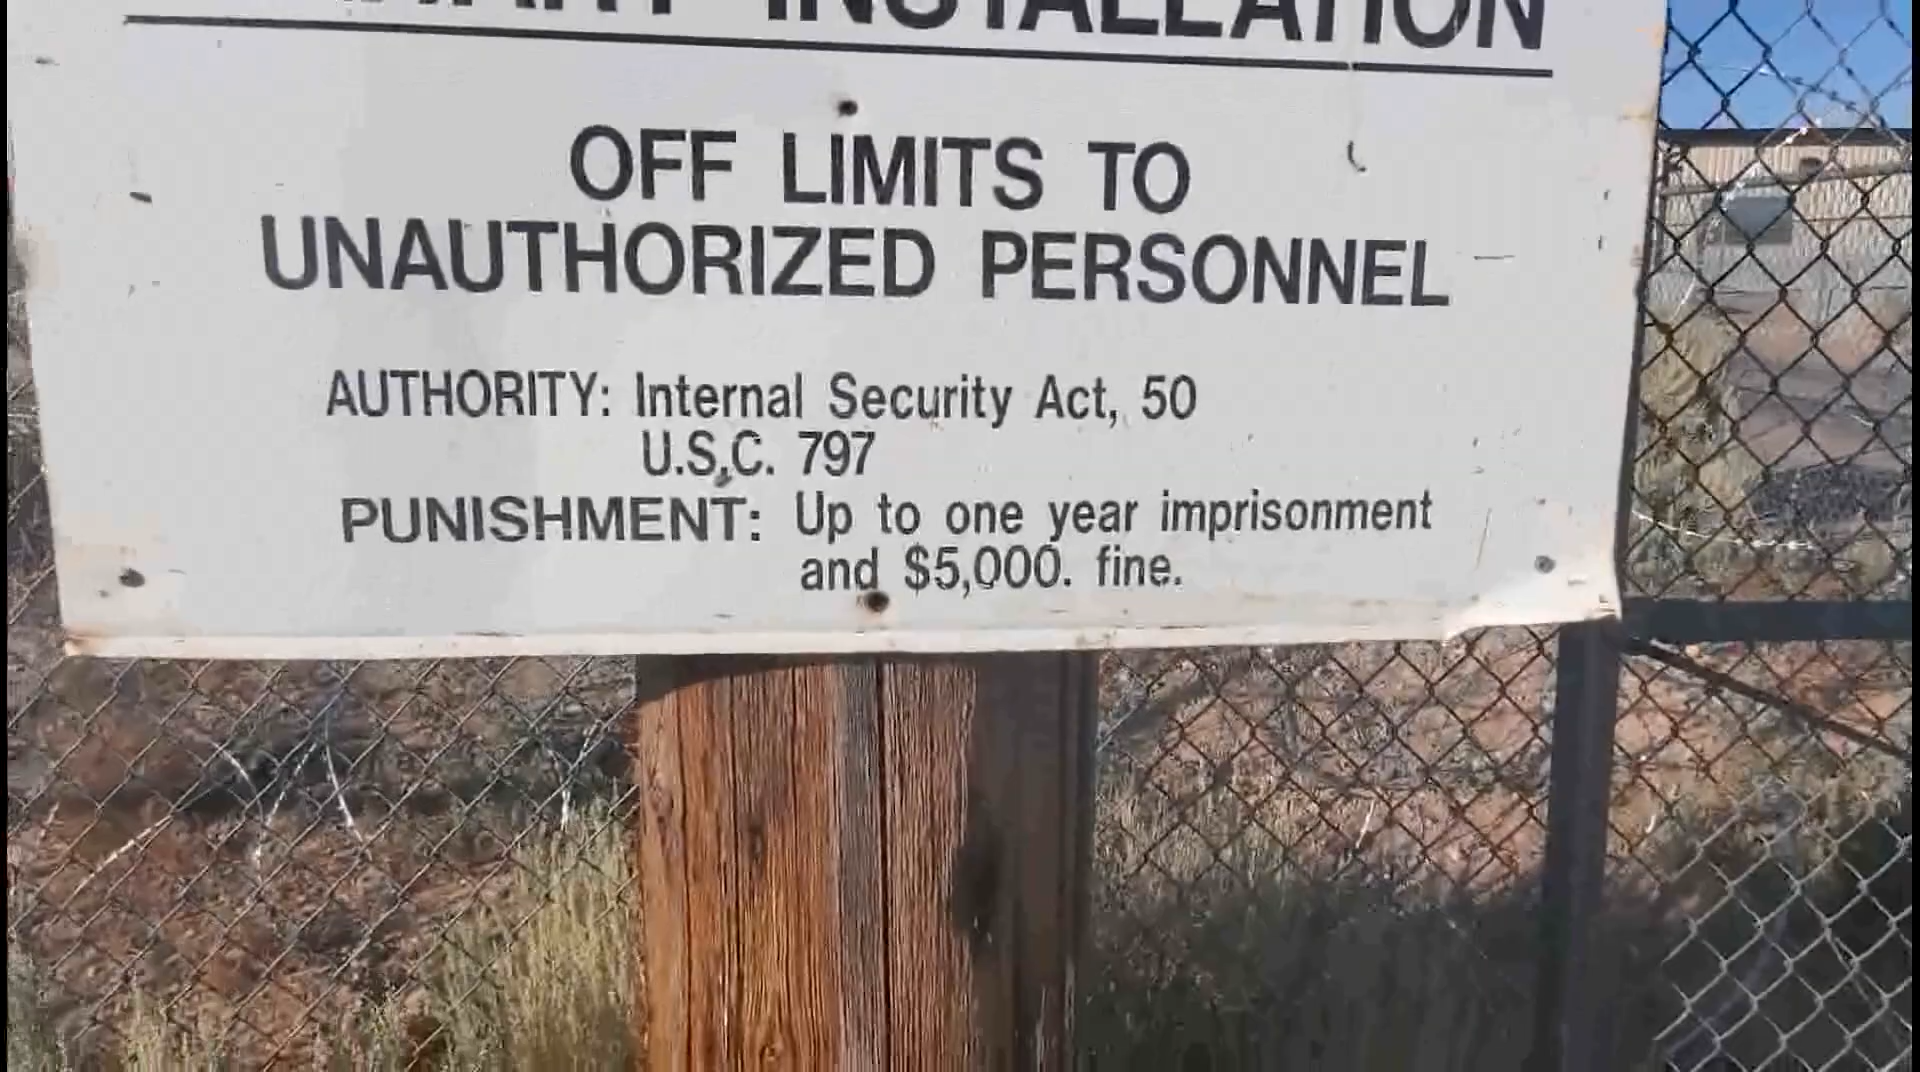 INSTALLATION
OFF LIMITS TO
UNAUTHORIZED PERSONNEL
AUTHORITY: Internal Security Act, 50
U.S.C. 797
PUNISHMENT: Up to one year imprisonment
and $5,000. fine.